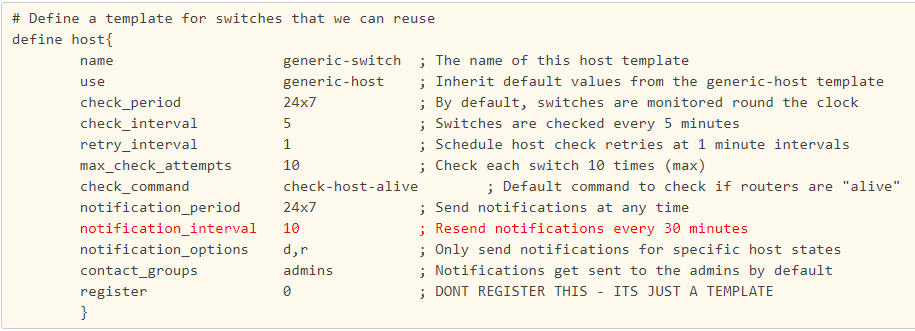 # Define a template for switches that we can reuse
define host{
        name                    generic-switch  ; The name of this host template
        use                     generic-host    ; Inherit default values from the generic-host template
        check_period            24x7            ; By default, switches are monitored round the clock
        check_interval          5               ; Switches are checked every 5 minutes
        retry_interval          1               ; Schedule host check retries at 1 minute intervals
        max_check_attempts      10              ; Check each switch 10 times (max)
        check_command           check-host-alive        ; Default command to check if routers are "alive"
        notification_period     24x7            ; Send notifications at any time
        notification_interval   10              ; Resend notifications every 30 minutes
        notification_options    d,r             ; Only send notifications for specific host states
        contact_groups          admins          ; Notifications get sent to the admins by default
        register                0               ; DONT REGISTER THIS - ITS JUST A TEMPLATE
        }